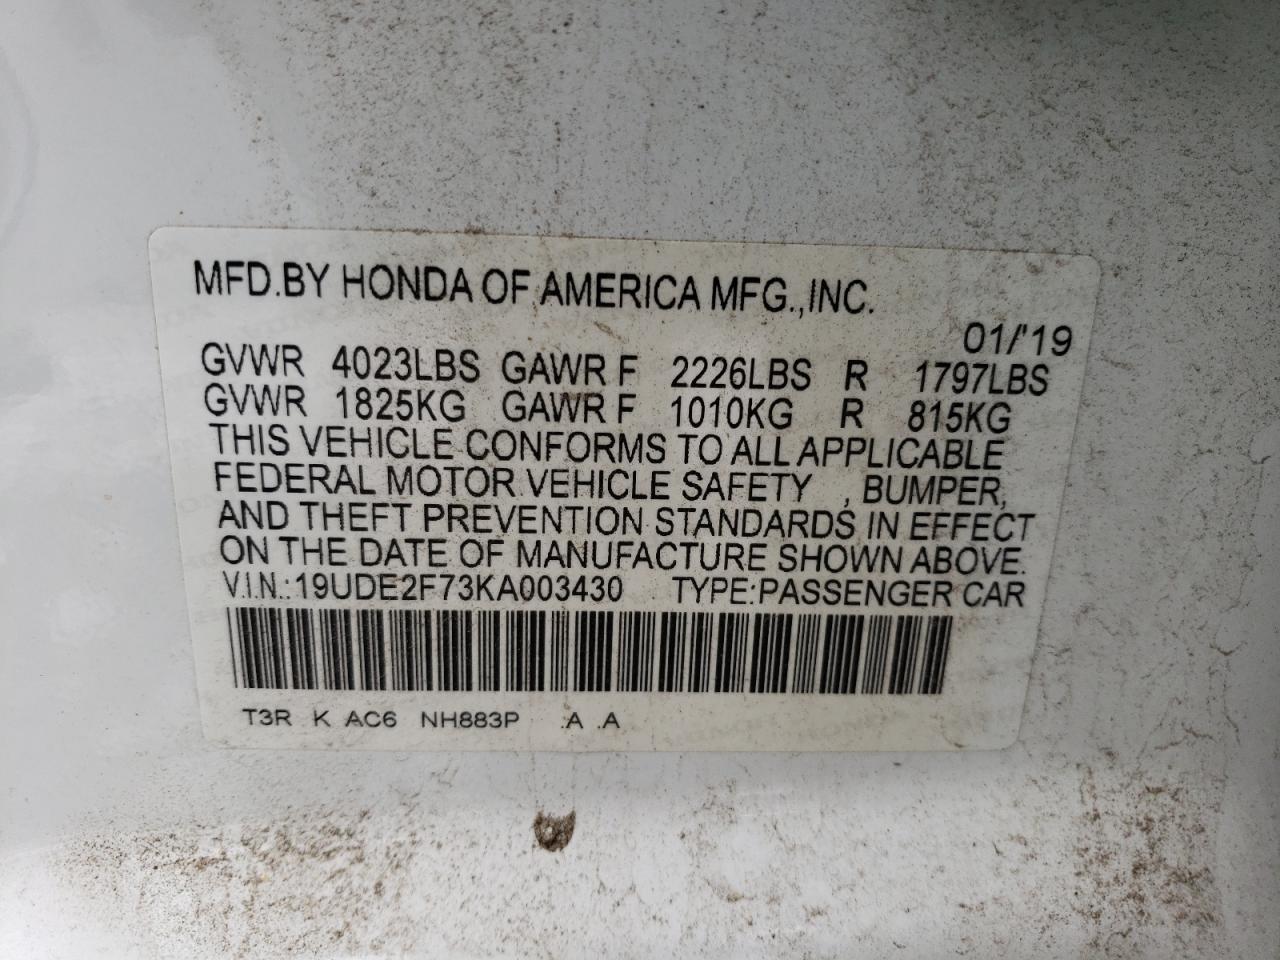 MFD.BY HONDA OF AMERICA MFG.,INC.
01/'19
GVWR 4023LBS GAWR F 2226LBS R 1797LBS
GVWR 1825KG GAWR F 1010KG R 815KG
THIS VEHICLE CONFORMS TO ALL APPLICABLE
FEDERAL MOTOR VEHICLE SAFETY , BUMPER,
AND THEFT PREVENTION STANDARDS IN EFFECT
ON THE DATE OF MANUFACTURE SHOWN ABOVE.
V.I.N.:19UDE2F73KA003430 TYPE:PASSENGER CAR
T3R K AC6 NH883P .A .A